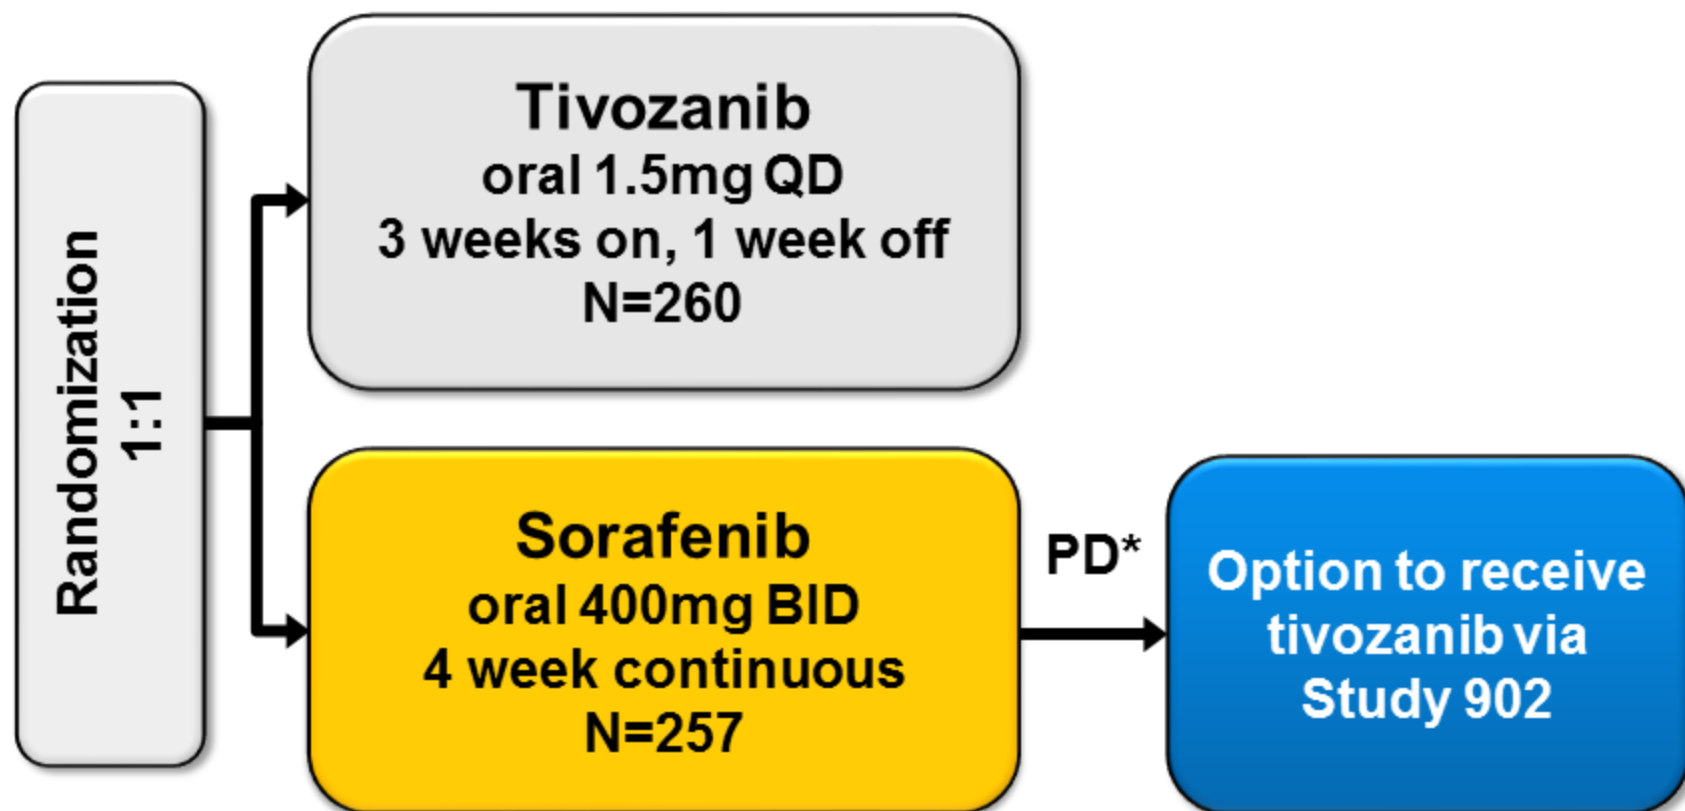 Randomization
1:1
Tivozanib
oral 1.5mg QD
3 weeks on, 1 week off
N=260
Sorafenib
oral 400mg BID
4 week continuous
N=257
PD*
Option to receive
tivozanib via
Study 902